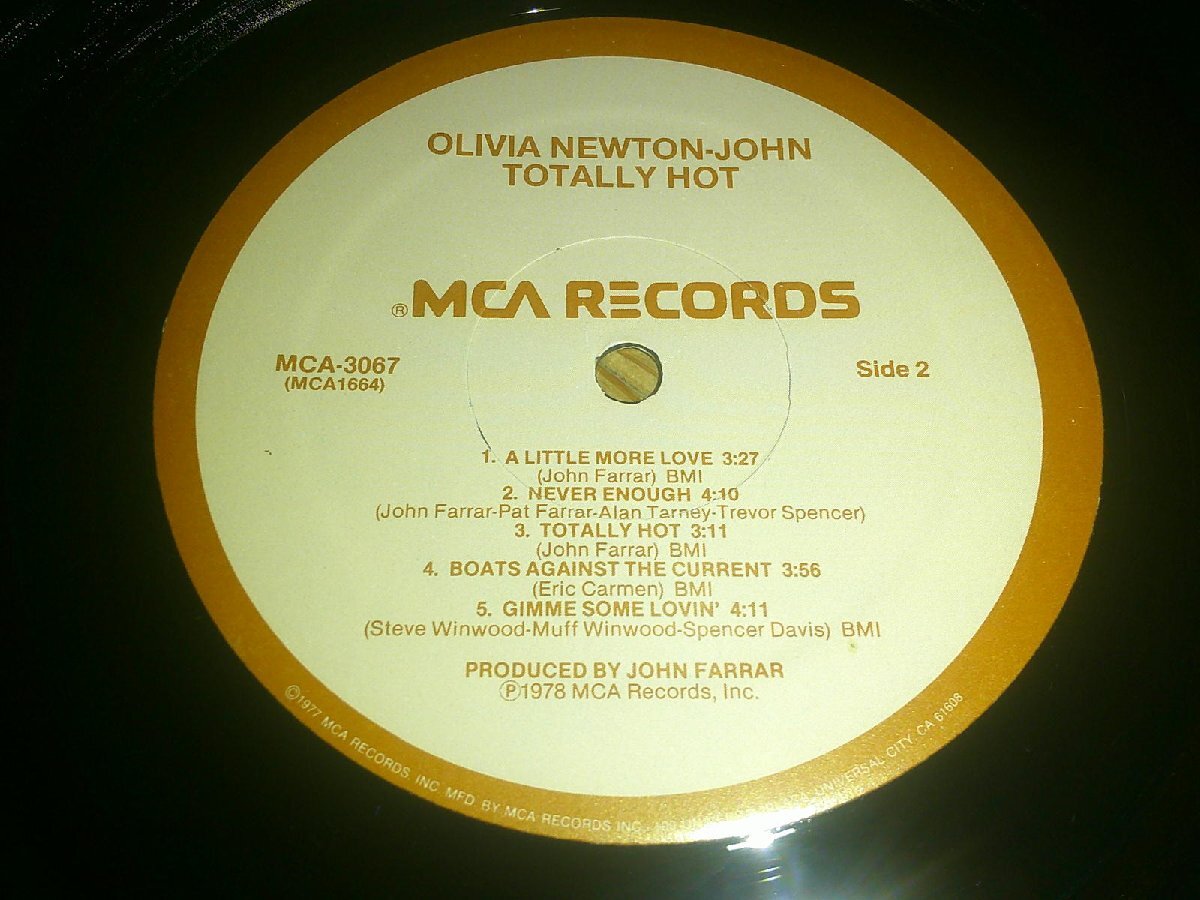 OLIVIA NEWTON-JOHN
TOTALLY HOT
® MCA RECORDS
MCA-3067
(MCA1664)
Side 2
1. A LITTLE MORE LOVE 3:27
(John Farrar) BMI
2. NEVER ENOUGH 4:10
(John Farrar-Pat Farrar-Alan Tarney-Trevor Spencer)
3. TOTALLY HOT 3:11
(John Farrar) BMI
4. BOATS AGAINST THE CURRENT 3:56
(Eric Carmen) BMI
5. GIMME SOME LOVIN' 4:11
(Steve Winwood-Muff Winwood-Spencer Davis) BMI
PRODUCED BY JOHN FARRAR
℗1978 MCA Records, Inc.
©1977 MCA RECORDS, INC. MFD. BY MCA RECORDS INC., UNIVERSAL CITY, CA 61608